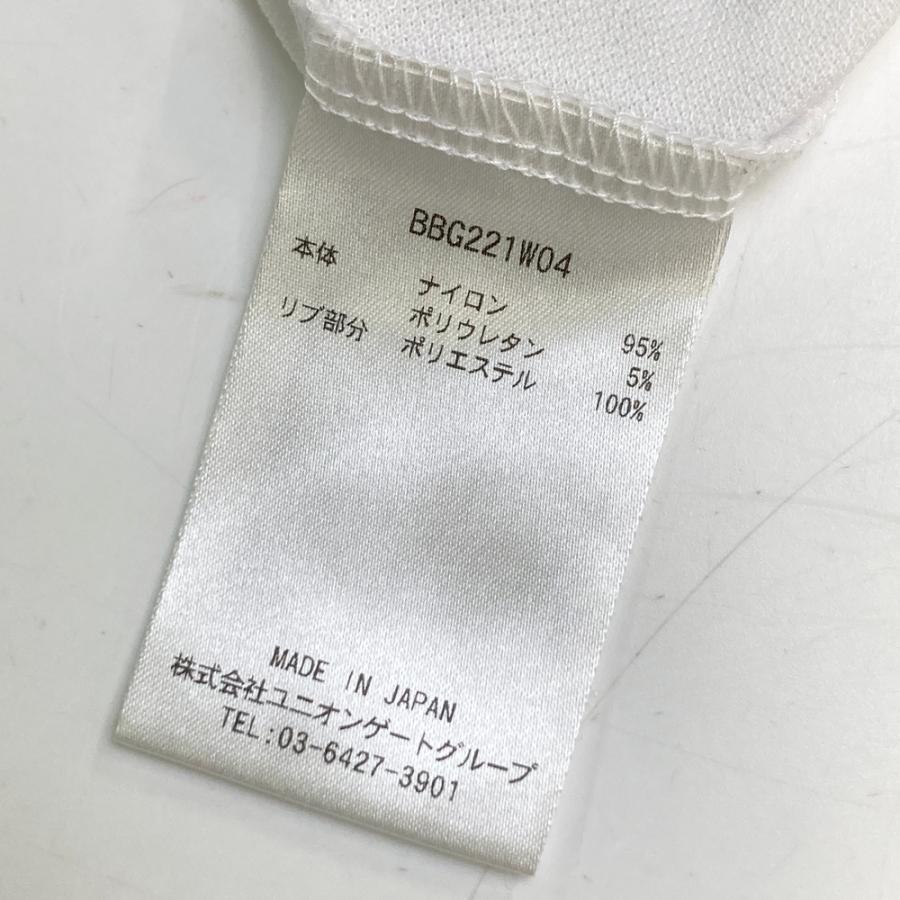 BBG221W04
本体 ナイロン 95%
ポリウレタン 5%
リブ部分 ポリエステル 100%
MADE IN JAPAN
株式会社ユニオンゲートグループ
TEL:03-6427-3901